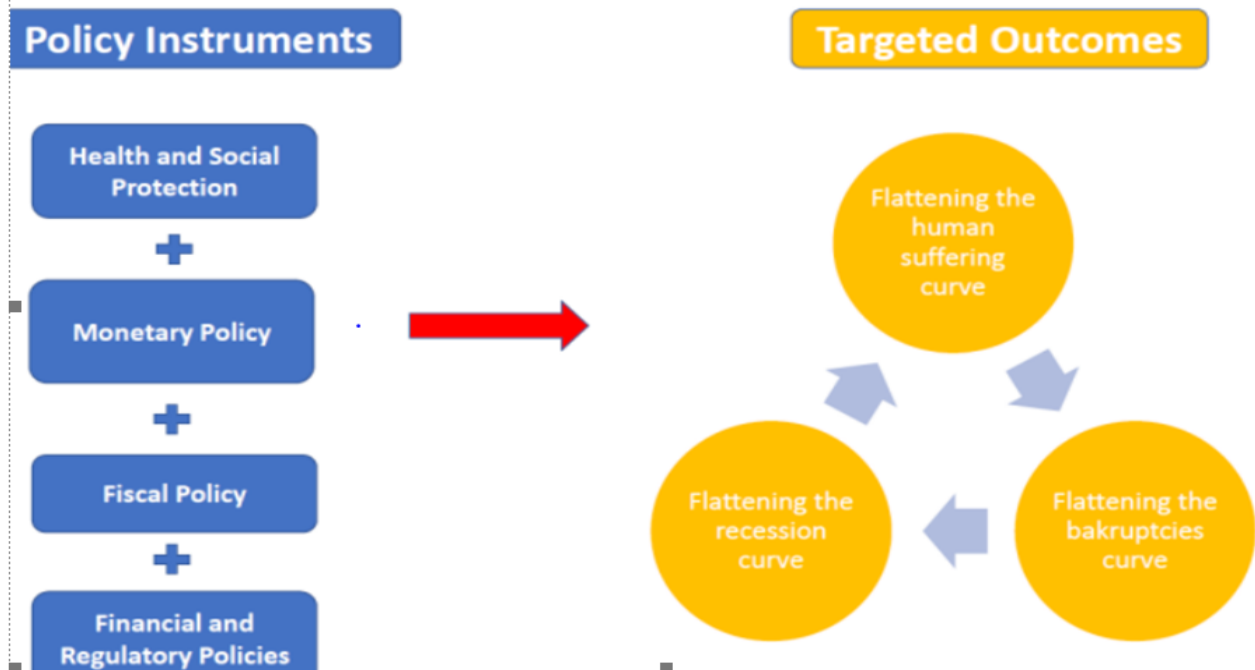 Policy Instruments
Targeted Outcomes
Health and Social
Protection
Monetary Policy
Fiscal Policy
Financial and
Regulatory Policies
Flattening the
human
suffering
curve
Flattening the
recession
curve
Flattening the
bakruptcies
curve